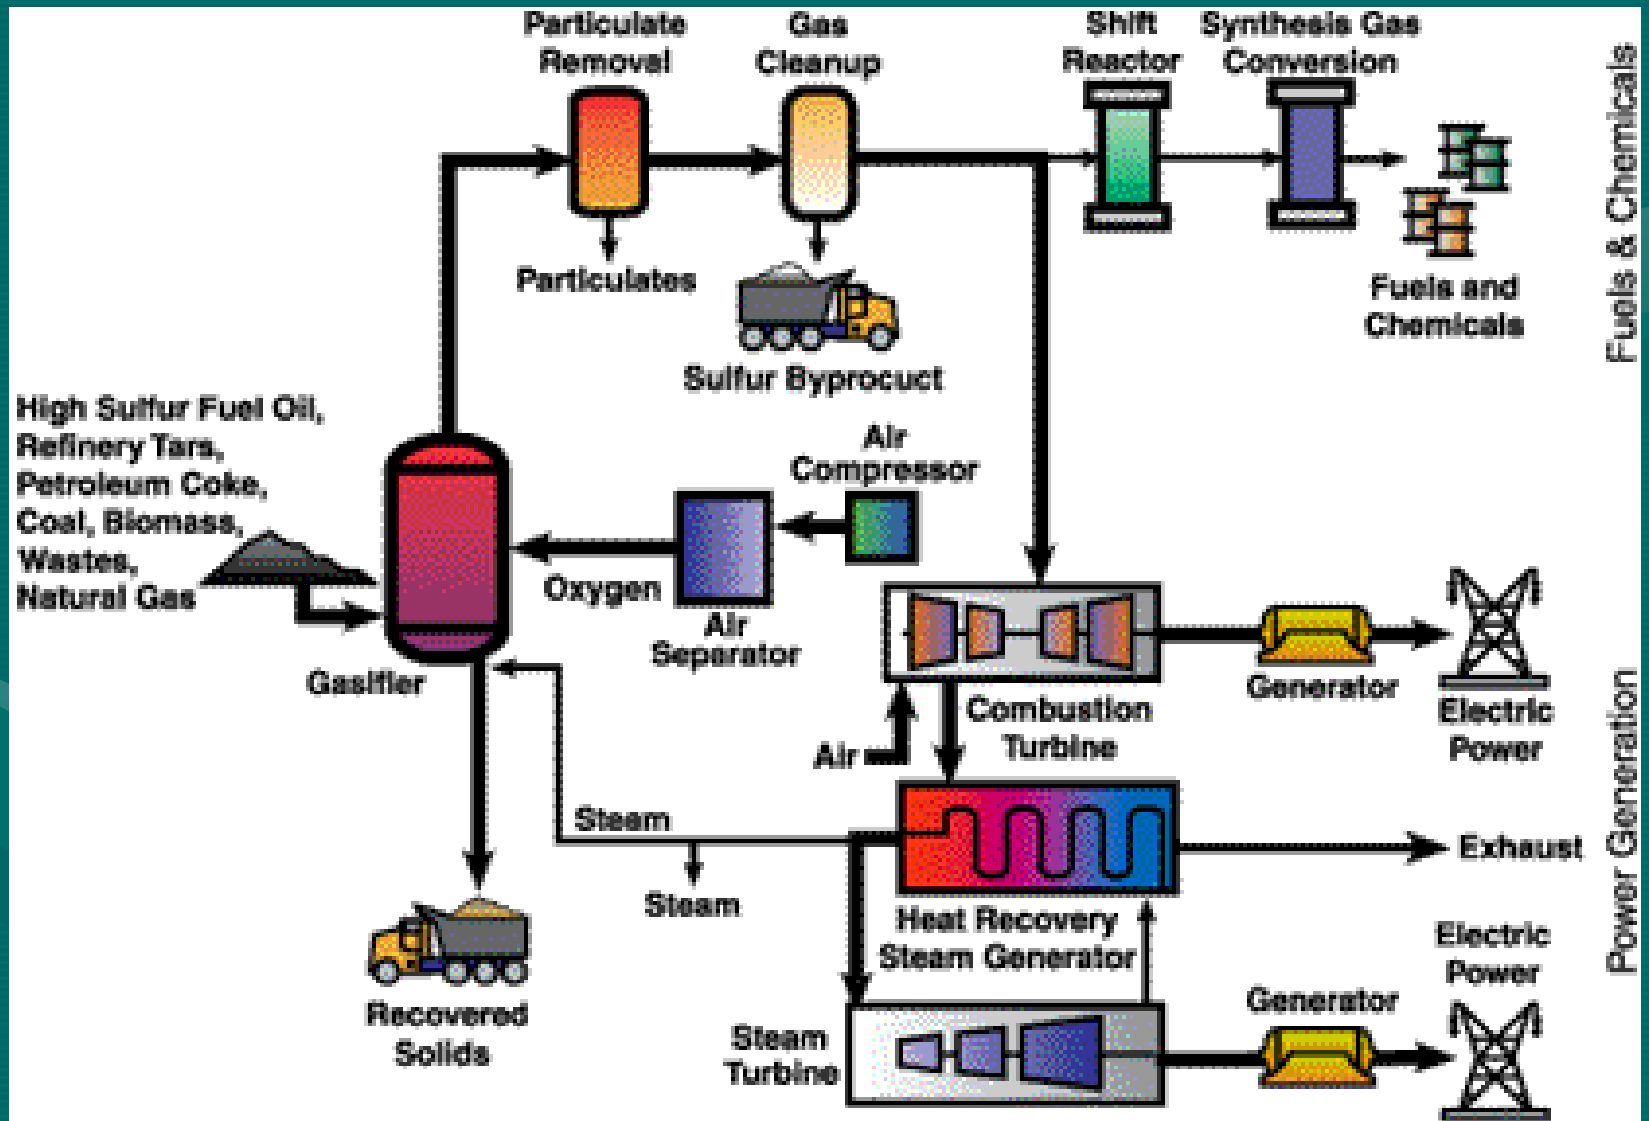 Particulate
Removal
Gas
Cleanup
Shift
Reactor
Synthesis Gas
Conversion
Fuels & Chemicals
Particulates
Sulfur Byprocuct
Fuels and
Chemicals
High Sulfur Fuel Oil,
Refinery Tars,
Petroleum Coke,
Coal, Biomass,
Wastes,
Natural Gas
Air
Compressor
Oxygen
Air
Separator
Gasifier
Generator
Electric
Power
Combustion
Turbine
Air
Power Generation
Steam
Steam
Exhaust
Heat Recovery
Steam Generator
Recovered
Solids
Steam
Turbine
Generator
Electric
Power